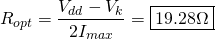 R_{opt} = \frac{V_{dd} - V_k}{2I_{max}} = \boxed{19.28\Omega}